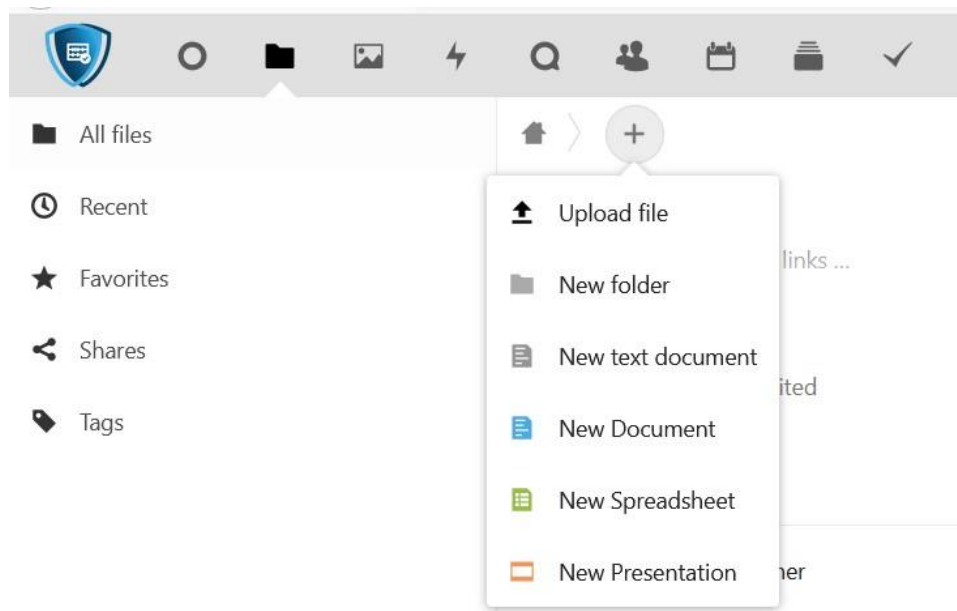 All files
Recent
Favorites
Shares
Tags
Upload file
links ...
New folder
New text document
ited
New Document
New Spreadsheet
New Presentation
her